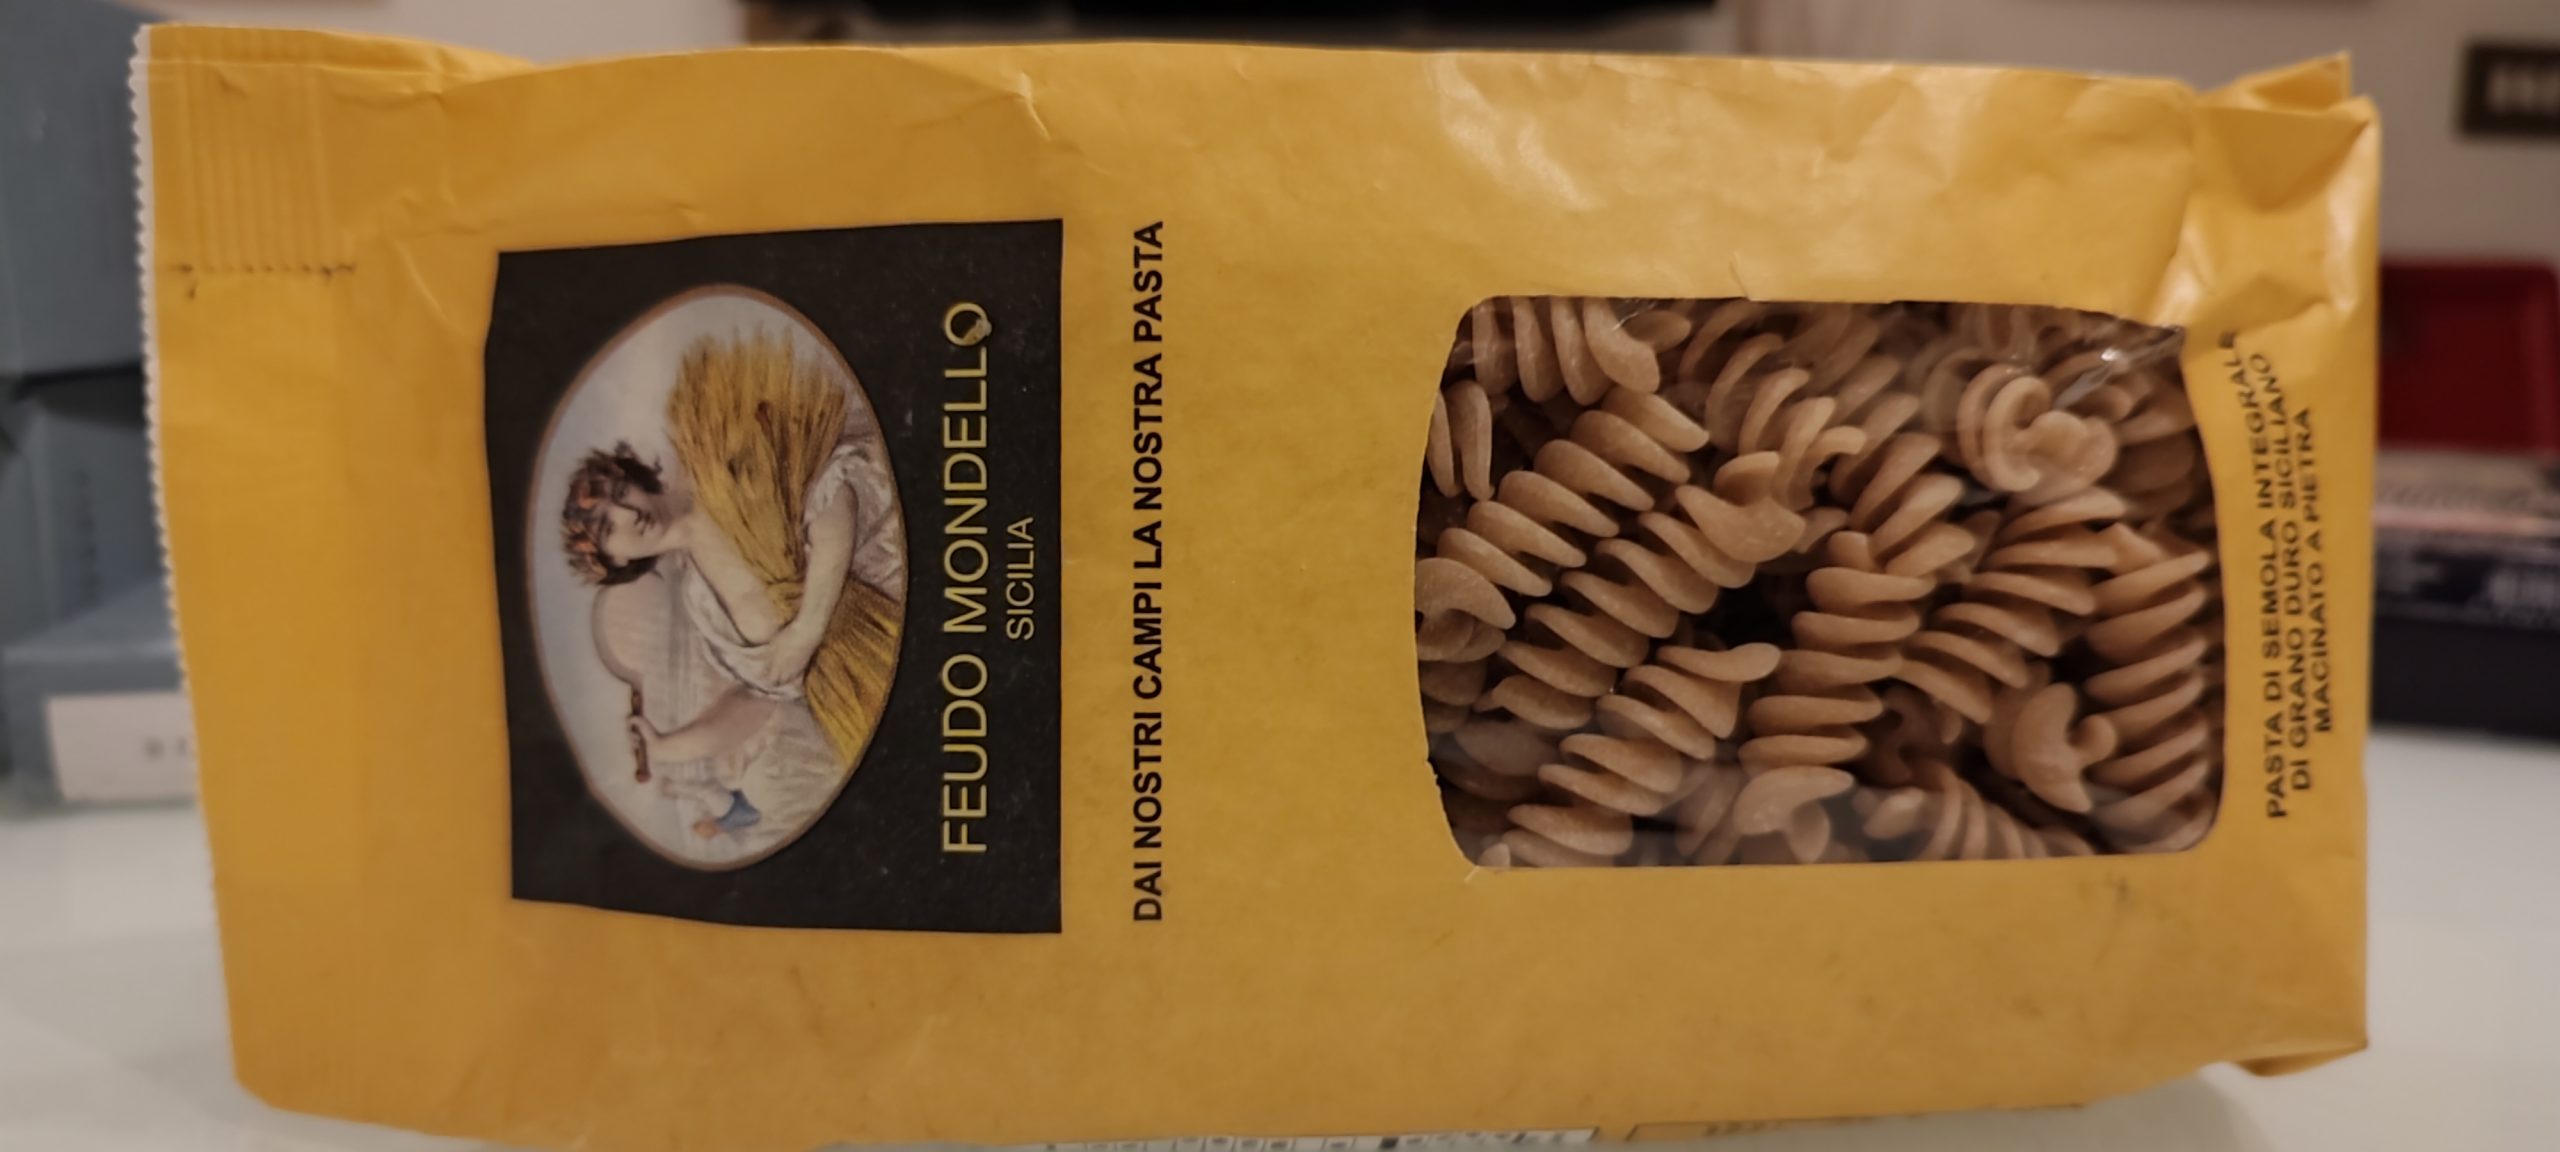 FEUDO MONDELLO
SICILIA
DAI NOSTRI CAMPI LA NOSTRA PASTA
PASTA DI SEMOLA INTEGRALE
DI GRANO DURO SICILIANO
MACINATO A PIETRA